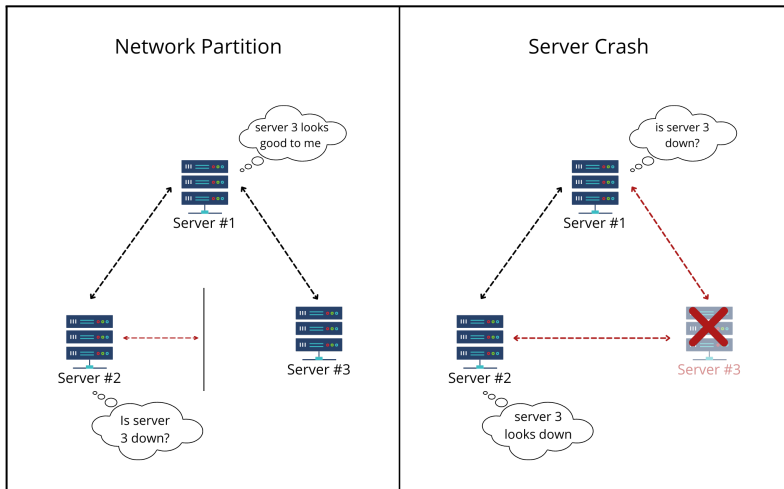 Network Partition
server 3 looks
good to me
Server #1
Server #2
Server #3
Is server
3 down?
Server Crash
is server 3
down?
Server #1
Server #2
Server #3
server 3
looks down